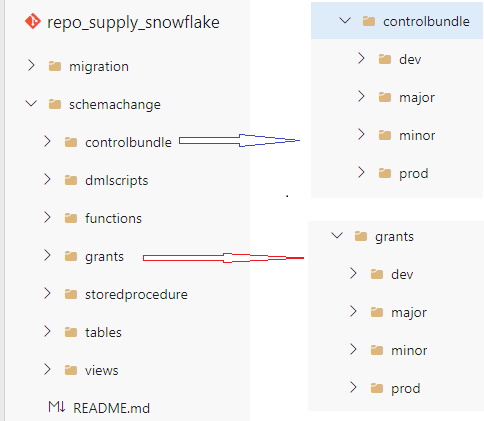 repo_supply_snowflake
migration
schemachange
controlbundle
dmlscripts
functions
grants
storedprocedure
tables
views
README.md
controlbundle
dev
major
minor
prod
grants
dev
major
minor
prod